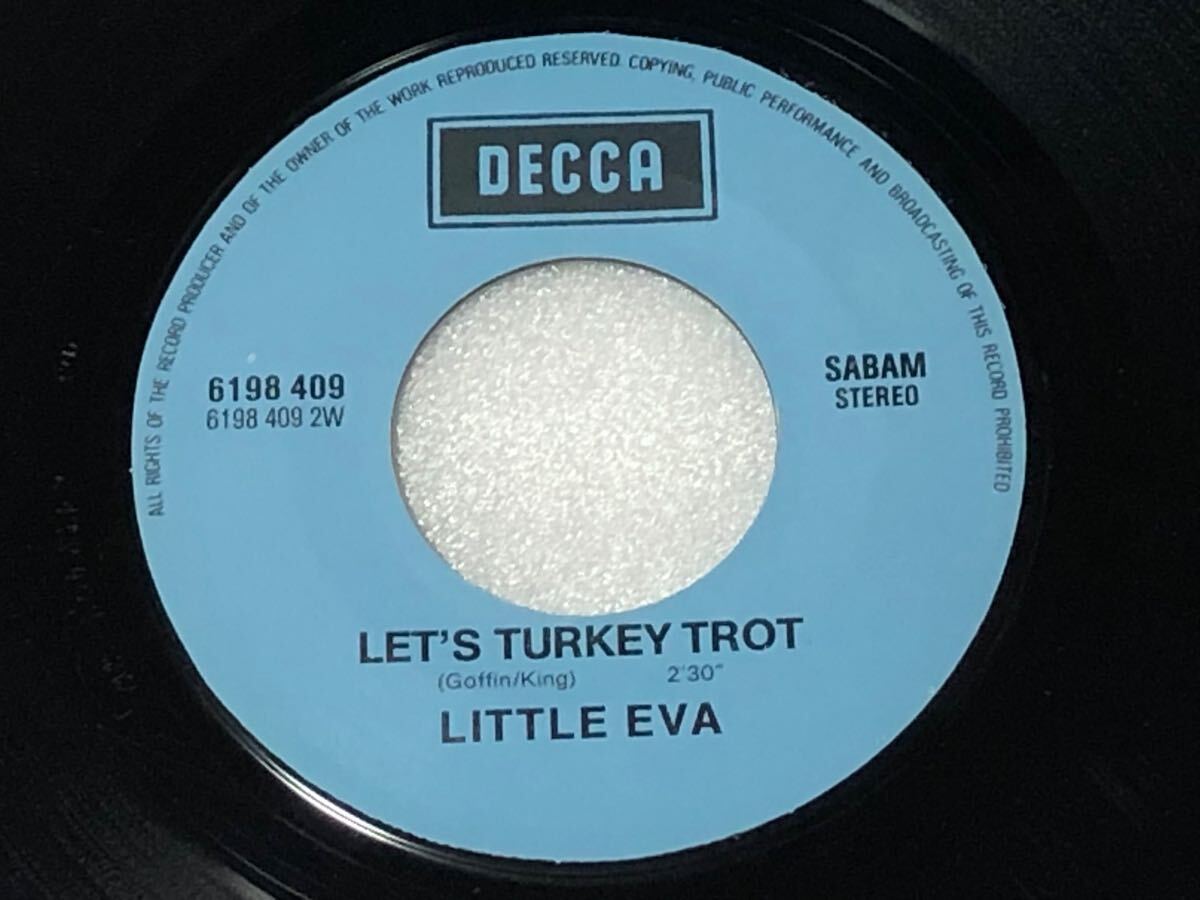 ALL RIGHTS OF THE RECORD PRODUCER AND OF THE OWNER OF THE WORK REPRODUCED RESERVED. COPYING, PUBLIC PERFORMANCE AND BROADCASTING OF THIS RECORD PROHIBITED
DECCA
6198 409
6198 409 2W
SABAM
STEREO
LET'S TURKEY TROT
(Goffin/King) 2'30"
LITTLE EVA